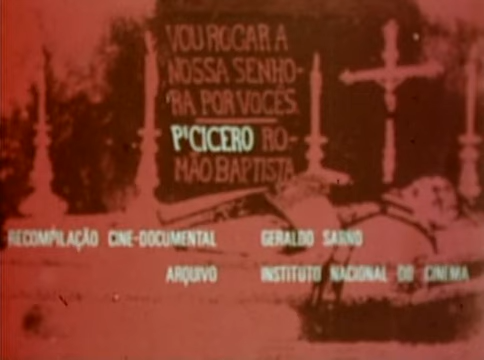 VOU ROGAR A
NOSSA SENHO-
RA POR VOCÊS.
Pᵉ CICERO RO-
MÃO BAPTISTA
RECOMPILAÇÃO CINE-DOCUMENTAL GERALDO SARNO
ARQUIVO INSTITUTO NACIONAL DO CINEMA